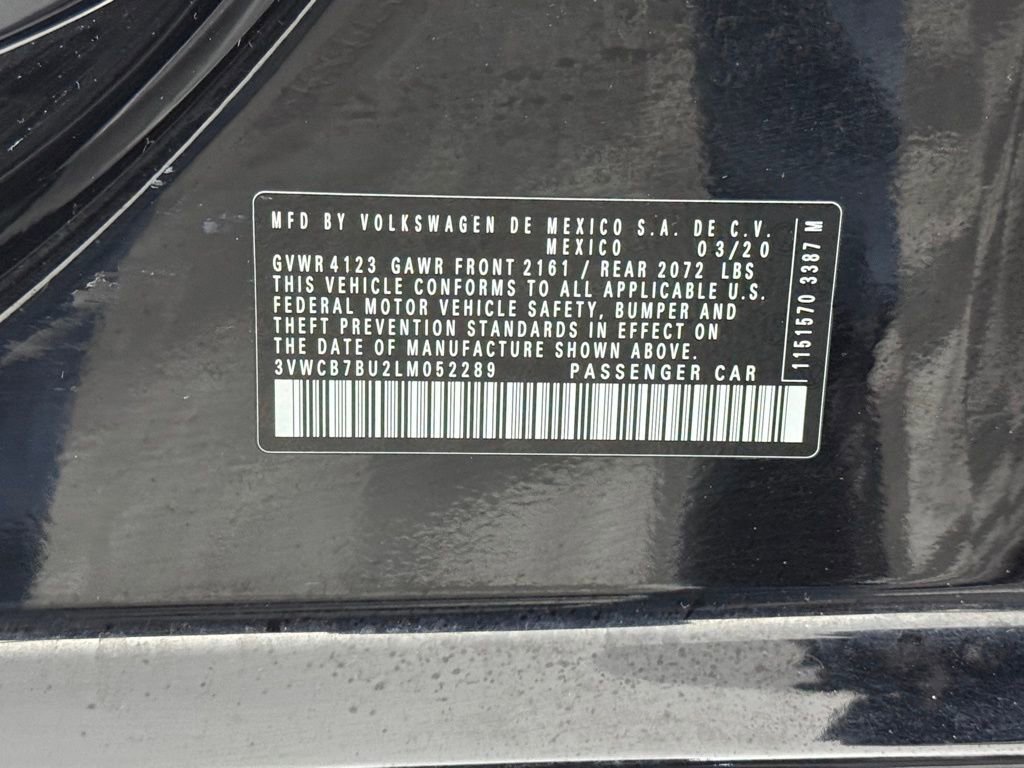 MFD BY VOLKSWAGEN DE MEXICO S.A. DE C.V.
MEXICO 03/20
GVWR 4123 GAWR FRONT 2161 / REAR 2072 LBS
THIS VEHICLE CONFORMS TO ALL APPLICABLE U.S.
FEDERAL MOTOR VEHICLE SAFETY, BUMPER AND
THEFT PREVENTION STANDARDS IN EFFECT ON
THE DATE OF MANUFACTURE SHOWN ABOVE.
3VWCB7BU2LM052289 PASSENGER CAR
1151570 3387 M